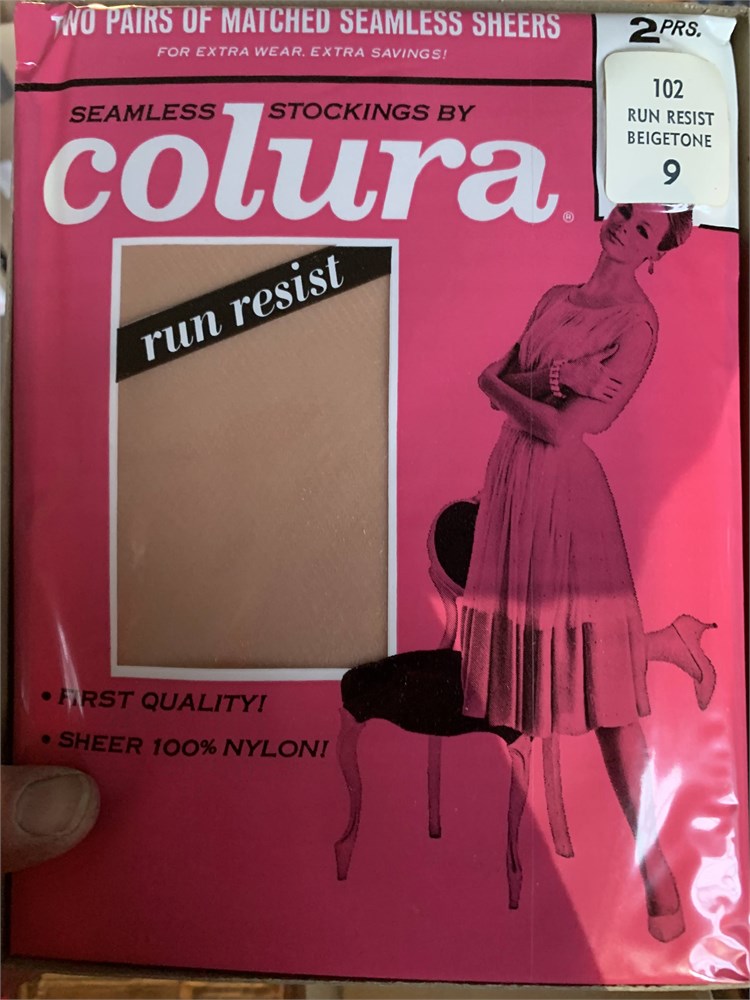 TWO PAIRS OF MATCHED SEAMLESS SHEERS
FOR EXTRA WEAR. EXTRA SAVINGS!
2 PRS.
102
RUN RESIST
BEIGETONE
9
SEAMLESS STOCKINGS BY
colura®
run resist
• FIRST QUALITY!
• SHEER 100% NYLON!